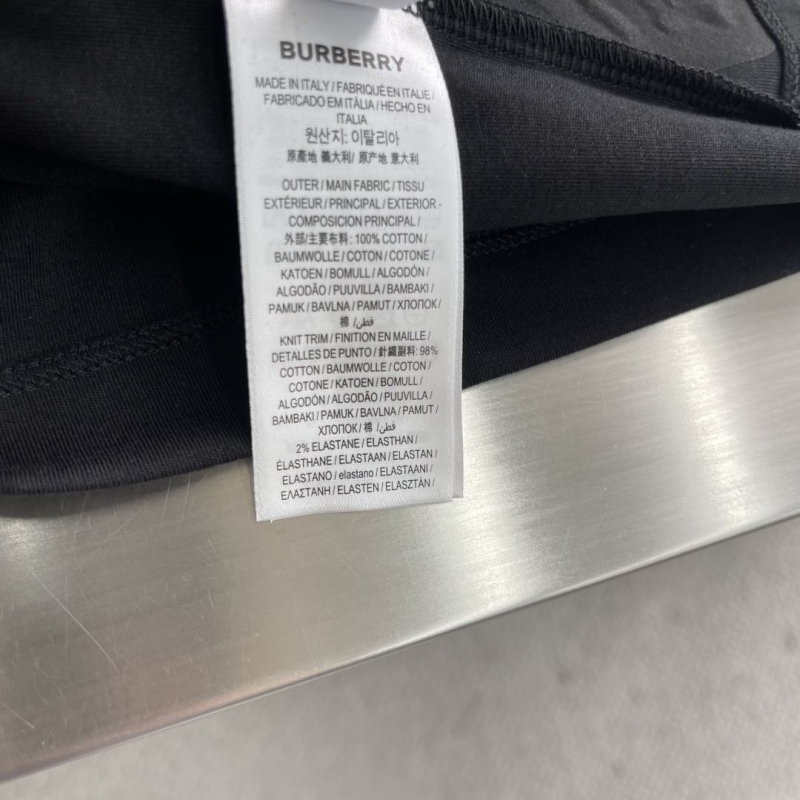 BURBERRY
MADE IN ITALY / FABRIQUÉ EN ITALIE /
FABRICADO EM ITÁLIA / HECHO EN
ITALIA
원산지: 이탈리아
原產地 義大利/ 原产地 意大利
OUTER / MAIN FABRIC / TISSU
EXTÉRIEUR / PRINCIPAL / EXTERIOR -
COMPOSICION PRINCIPAL /
外部/主要布料: 100% COTTON /
BAUMWOLLE / COTON / COTONE /
KATOEN / BOMULL / ALGODÓN /
ALGODÃO / PUUVILLA / BAMBAKI /
PAMUK / BAVLNA / PAMUT / ХЛОПОК /
棉 / قطن/
KNIT TRIM / FINITION EN MAILLE /
DETALLES DE PUNTO / 針織副料: 98%
COTTON / BAUMWOLLE / COTON /
COTONE / KATOEN / BOMULL /
ALGODÓN / ALGODÃO / PUUVILLA /
BAMBAKI / PAMUK / BAVLNA / PAMUT /
ХЛОПОК / 棉 / قطن/
2% ELASTANE / ELASTHAN /
ÉLASTHANE / ELASTAAN / ELASTAN /
ELASTANO / elastano / ELASTAANI /
ΕΛΑΣΤΑΝΗ / ELASTEN / ELASZTÁN /